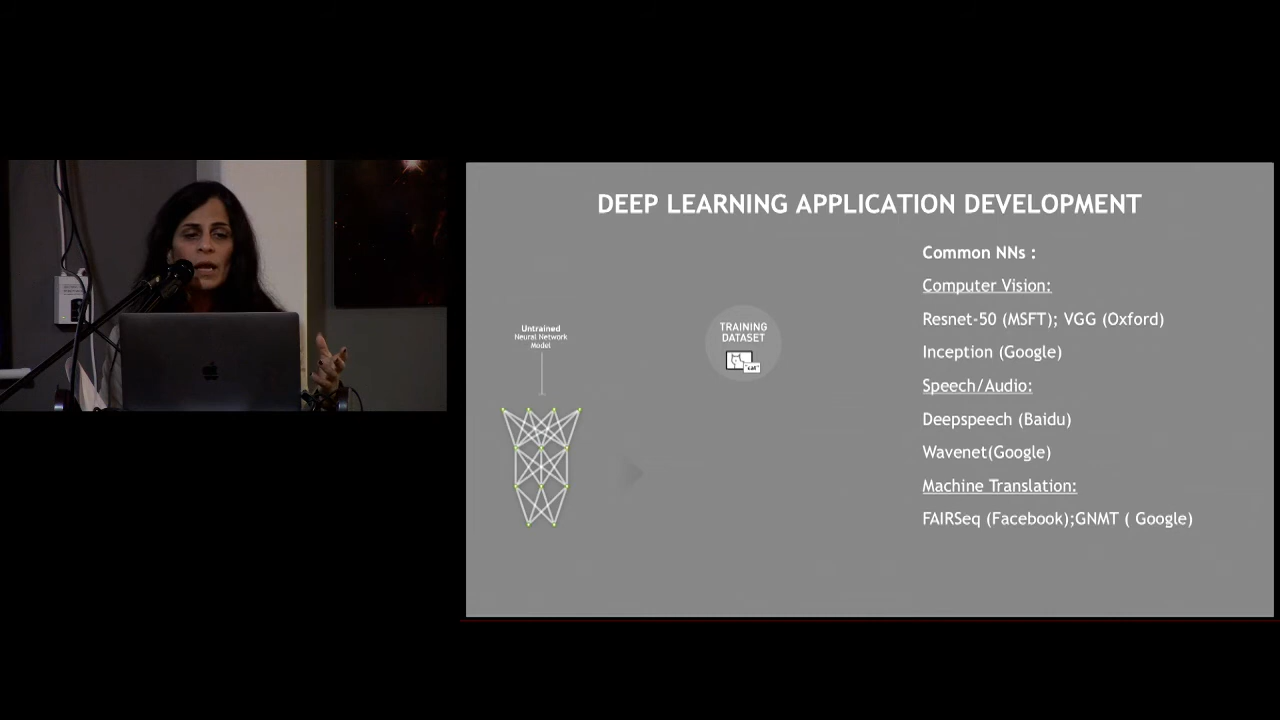 DEEP LEARNING APPLICATION DEVELOPMENT
Untrained
Neural Network
Model
TRAINING
DATASET
"cat"
Common NNs :
Computer Vision:
Resnet-50 (MSFT); VGG (Oxford)
Inception (Google)
Speech/Audio:
Deepspeech (Baidu)
Wavenet(Google)
Machine Translation:
FAIRSeq (Facebook);GNMT ( Google)